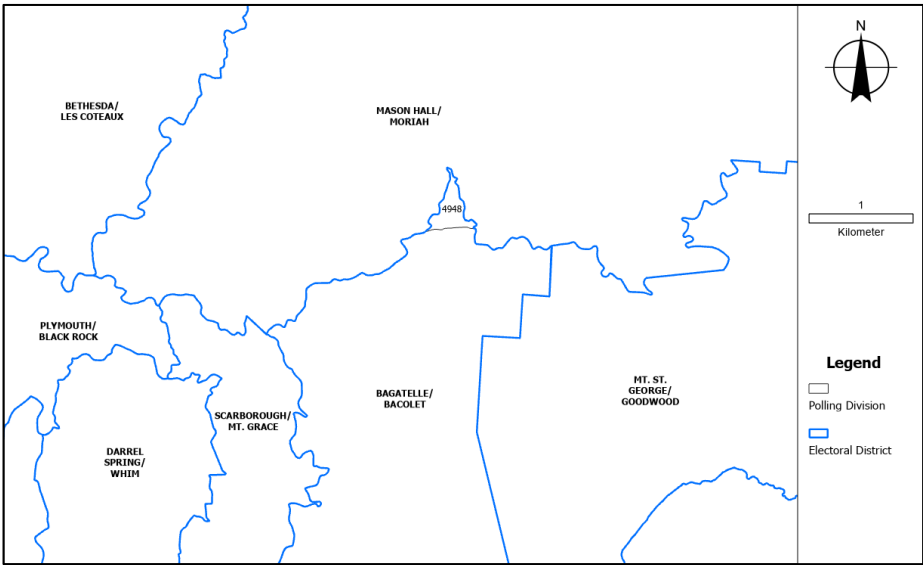 BETHESDA/
LES COTEAUX
MASON HALL/
MORIAH
4948
PLYMOUTH/
BLACK ROCK
SCARBOROUGH/
MT. GRACE
BAGATELLE/
BACOLET
MT. ST.
GEORGE/
GOODWOOD
DARREL
SPRING/
WHIM
N
1
Kilometer
Legend
Polling Division
Electoral District